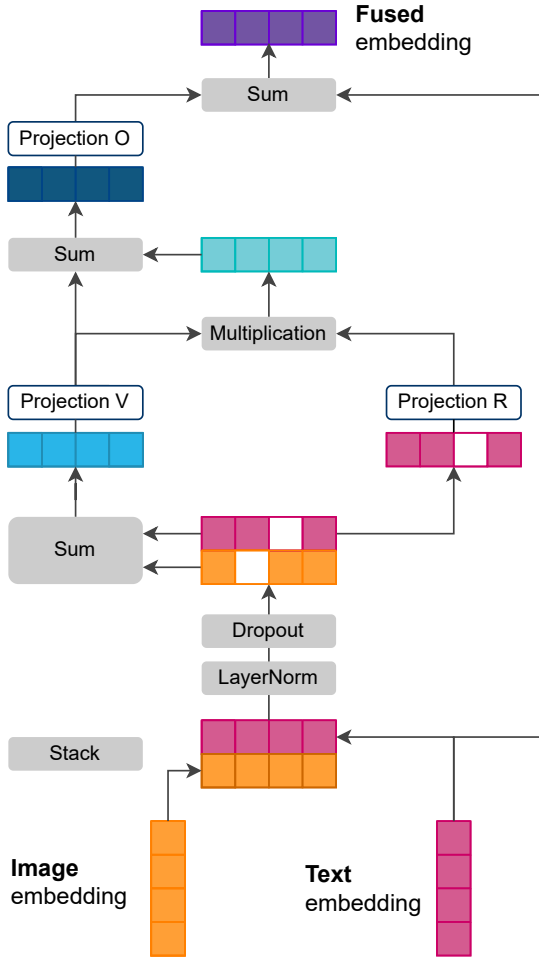 Fused
embedding
Sum
Projection O
Sum
Multiplication
Projection V
Projection R
Sum
Dropout
LayerNorm
Stack
Image
embedding
Text
embedding